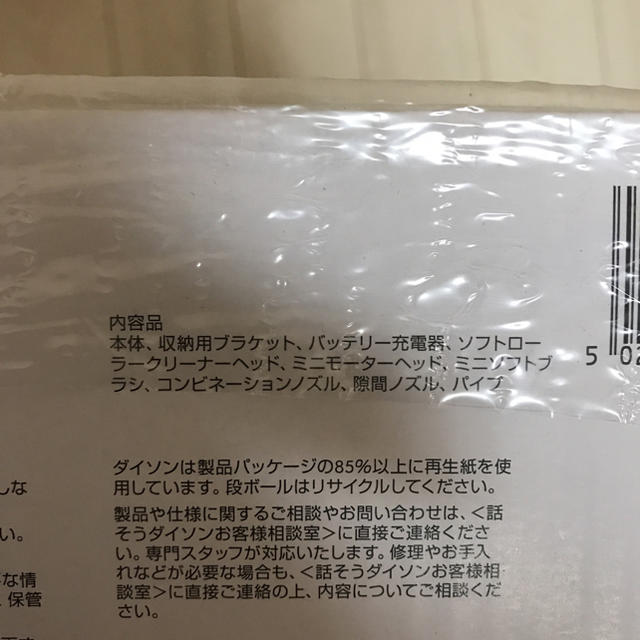 内容品
本体、収納用ブラケット、バッテリー充電器、ソフトロー
ラークリーナーヘッド、ミニモーターヘッド、ミニソフトブ
ラシ、コンビネーションノズル、隙間ノズル、パイプ
5 02
ダイソンは製品パッケージの85%以上に再生紙を使
用しています。段ボールはリサイクルしてください。
製品や仕様に関するご相談やお問い合わせは、<話
そうダイソンお客様相談室>に直接ご連絡くださ
い。専門スタッフが対応いたします。修理やお手入
れなどが必要な場合も、<話そうダイソンお客様相
談室>に直接ご連絡の上、内容についてご相談くだ
さい。
しな
い。
な情
保管